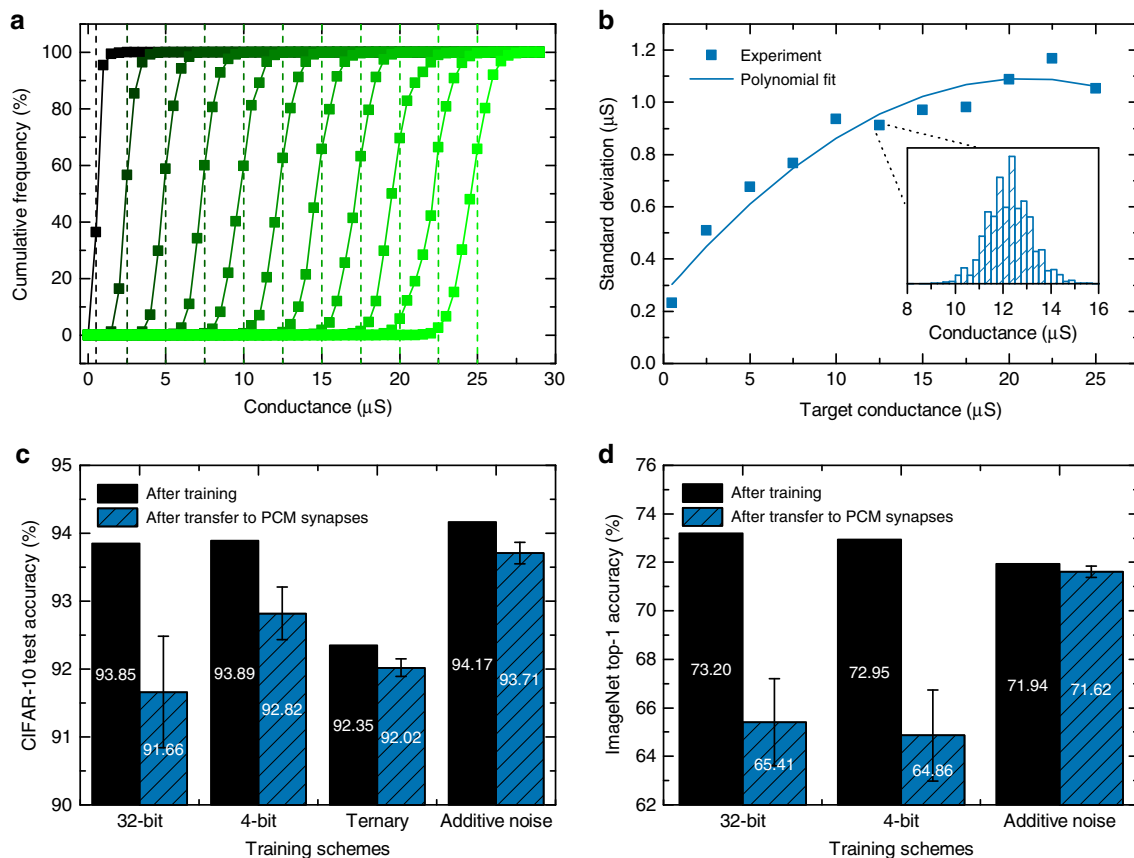 a
100
80
60
40
20
0
Cumulative frequency (%)
0 5 10 15 20 25 30
Conductance (μS)
b
1.2
1.0
0.8
0.6
0.4
0.2
0.0
Standard deviation (μS)
Experiment
Polynomial fit
8 10 12 14 16
Conductance (μS)
0 5 10 15 20 25
Target conductance (μS)
c
95
94
93
92
91
90
CIFAR-10 test accuracy (%)
After training
After transfer to PCM synapses
93.85
91.66
93.89
92.82
92.35
92.02
94.17
93.71
32-bit 4-bit Ternary Additive noise
Training schemes
d
76
74
72
70
68
66
64
62
ImageNet top-1 accuracy (%)
After training
After transfer to PCM synapses
73.20
65.41
72.95
64.86
71.94
71.62
32-bit 4-bit Additive noise
Training schemes